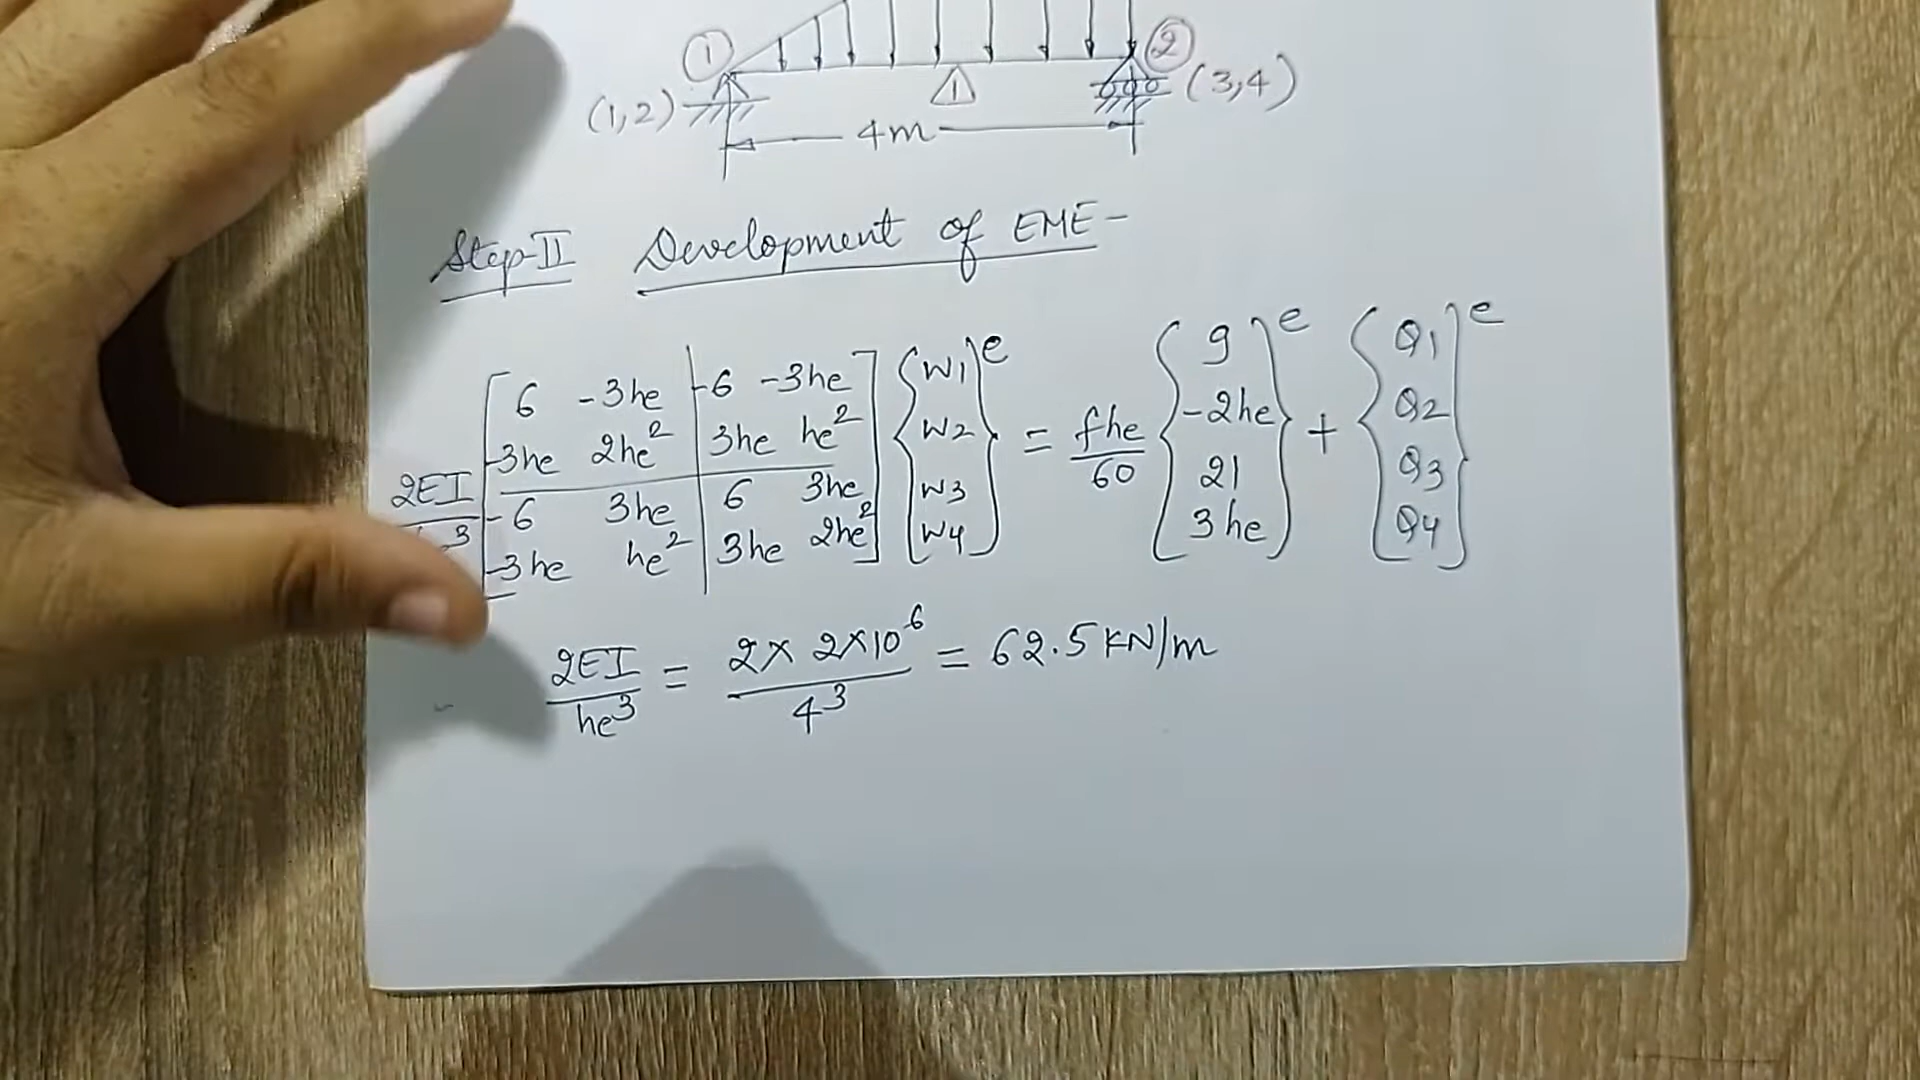 1 2
(1,2) 1 (3,4)
4m
Step-II Development of EME-
6 -3he -6 -3he
-3he 2he² 3he he²
-6 3he 6 3he
-3he he² 3he 2he²
2EI
3
{w1 w2 w3 w4}e = fhe/60 {9 -2he 21 3he}e + {Q1 Q2 Q3 Q4}e
2EI/he³ = 2×2×10⁶/4³ = 62.5 KN/m